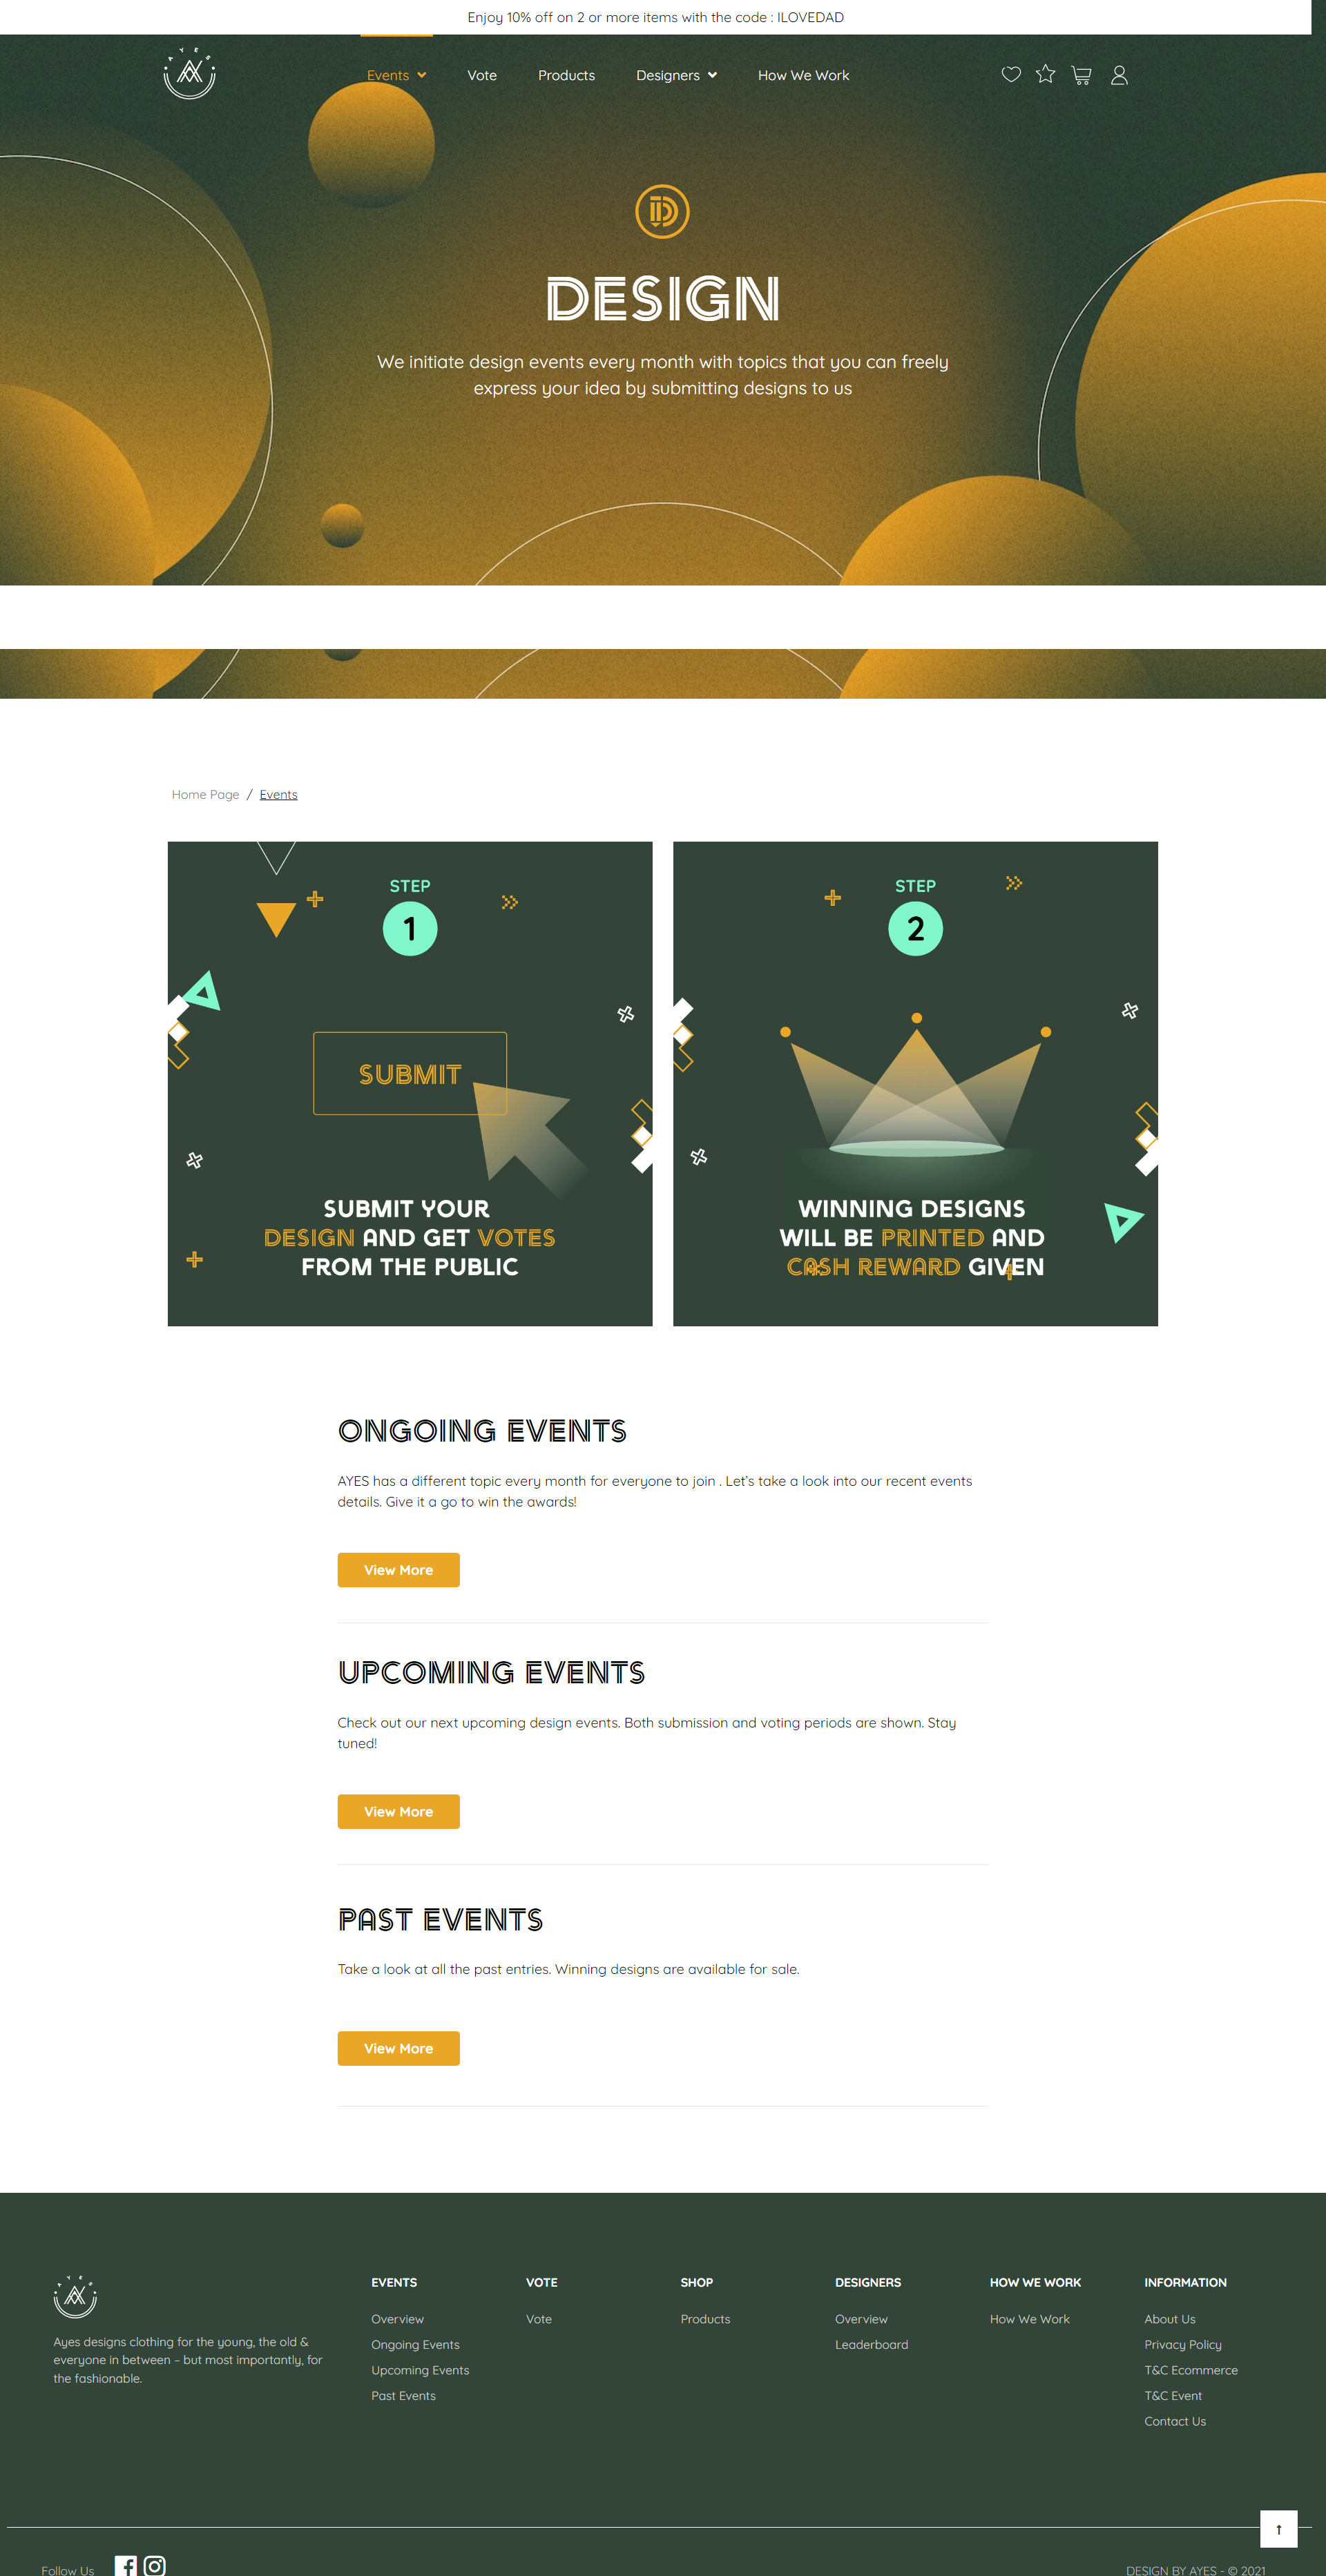 Enjoy 10% off on 2 or more items with the code : ILOVEDAD
AYES
Events
Vote
Products
Designers
How We Work
DESIGN
We initiate design events every month with topics that you can freely
express your idea by submitting designs to us
Home Page / Events
STEP
1
SUBMIT
SUBMIT YOUR
DESIGN AND GET VOTES
FROM THE PUBLIC
STEP
2
WINNING DESIGNS
WILL BE PRINTED AND
CASH REWARD GIVEN
ONGOING EVENTS
AYES has a different topic every month for everyone to join . Let's take a look into our recent events
details. Give it a go to win the awards!
View More
UPCOMING EVENTS
Check out our next upcoming design events. Both submission and voting periods are shown. Stay
tuned!
View More
PAST EVENTS
Take a look at all the past entries. Winning designs are available for sale.
View More
AYES
Ayes designs clothing for the young, the old &
everyone in between – but most importantly, for
the fashionable.
EVENTS
Overview
Ongoing Events
Upcoming Events
Past Events
VOTE
Vote
SHOP
Products
DESIGNERS
Overview
Leaderboard
HOW WE WORK
How We Work
INFORMATION
About Us
Privacy Policy
T&C Ecommerce
T&C Event
Contact Us
Follow Us
DESIGN BY AYES - © 2021